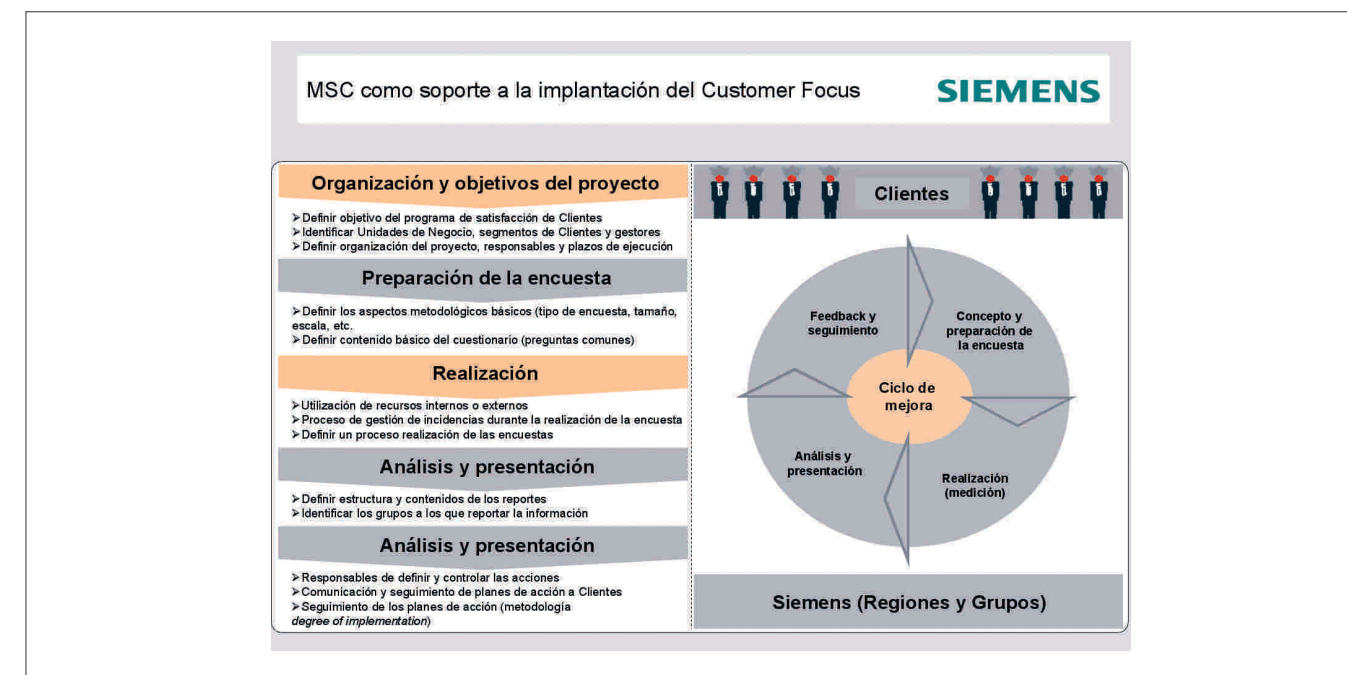 MSC como soporte a la implantación del Customer Focus
SIEMENS
Organización y objetivos del proyecto
➢Definir objetivo del programa de satisfacción de Clientes
➢Identificar Unidades de Negocio, segmentos de Clientes y gestores
➢Definir organización del proyecto, responsables y plazos de ejecución
Preparación de la encuesta
➢Definir los aspectos metodológicos básicos (tipo de encuesta, tamaño,
escala, etc.
➢Definir contenido básico del cuestionario (preguntas comunes)
Realización
➢Utilización de recursos internos o externos
➢Proceso de gestión de incidencias durante la realización de la encuesta
➢Definir un proceso realización de las encuestas
Análisis y presentación
➢Definir estructura y contenidos de los reportes
➢Identificar los grupos a los que reportar la información
Análisis y presentación
➢Responsables de definir y controlar las acciones
➢Comunicación y seguimiento de planes de acción a Clientes
➢Seguimiento de los planes de acción (metodología
degree of implementation)
Clientes
Feedback y
seguimiento
Concepto y
preparación de
la encuesta
Ciclo de
mejora
Análisis y
presentación
Realización
(medición)
Siemens (Regiones y Grupos)